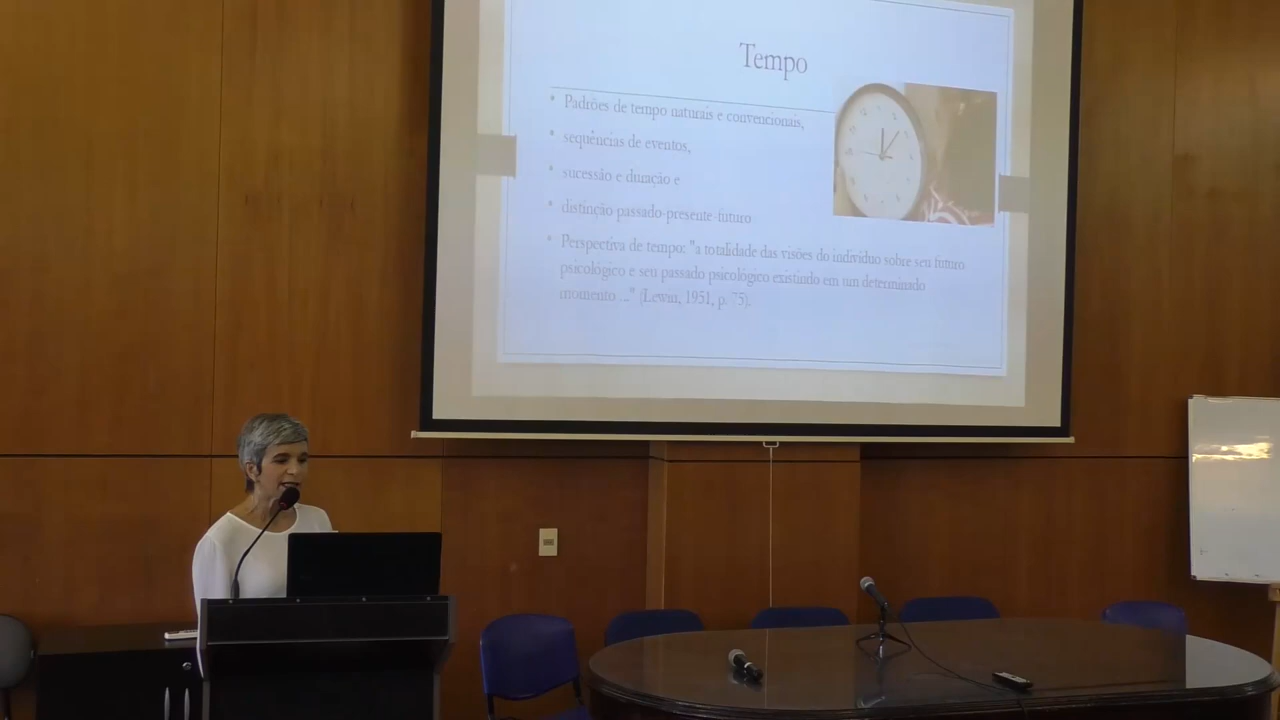 Tempo
* Padrões de tempo naturais e convencionais,
* sequências de eventos,
* sucessão e duração e
* distinção passado-presente-futuro
* Perspectiva de tempo: "a totalidade das visões do indivíduo sobre seu futuro
psicológico e seu passado psicológico existindo em um determinado
momento ..." (Lewin, 1951, p. 75).